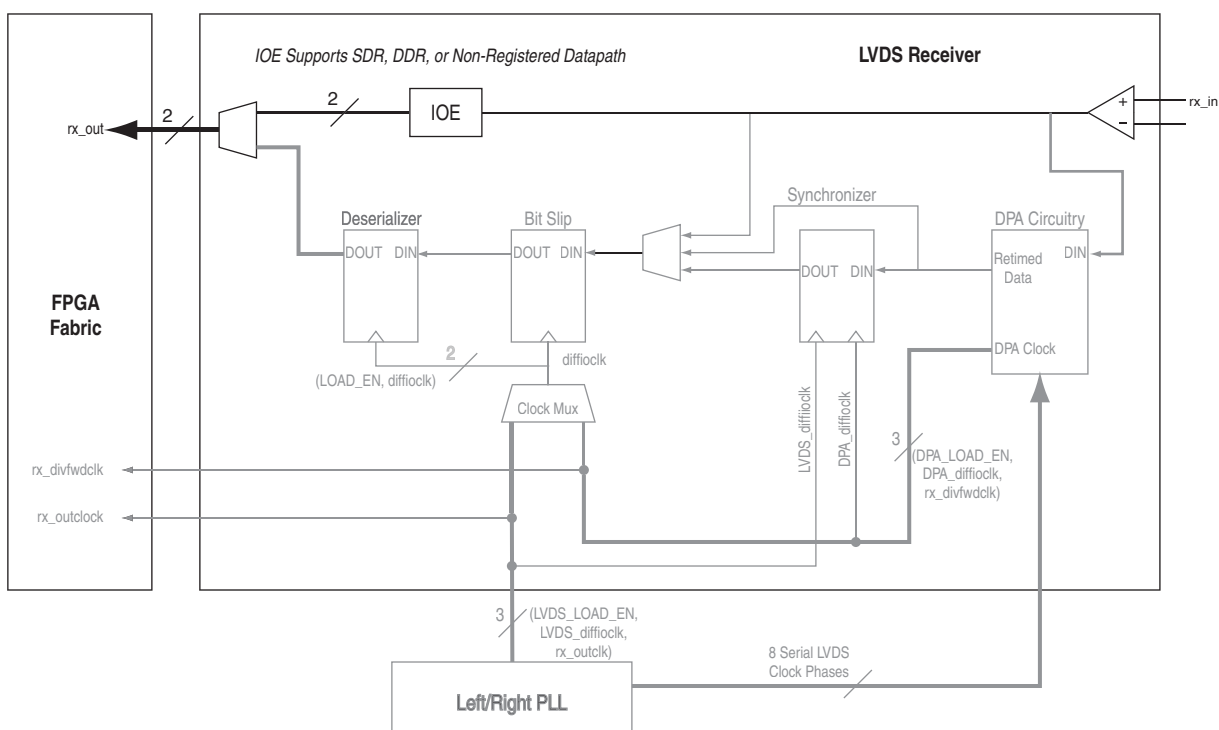 IOE Supports SDR, DDR, or Non-Registered Datapath
LVDS Receiver
2
2
IOE
+
–
rx_in
rx_out
Synchronizer
Deserializer
Bit Slip
DPA Circuitry
DOUT DIN
DOUT DIN
DOUT DIN
Retimed
Data
DIN
FPGA
Fabric
2
diffioclk
DPA Clock
(LOAD_EN, diffioclk)
Clock Mux
LVDS_diffiioclk
DPA_diffioclk
3
(DPA_LOAD_EN,
DPA_diffioclk,
rx_divfwdclk)
rx_divfwdclk
rx_outclock
3
(LVDS_LOAD_EN,
LVDS_diffioclk,
rx_outclk)
8 Serial LVDS
Clock Phases
Left/Right PLL